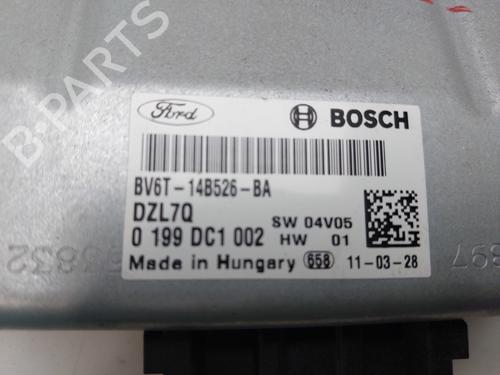 B-PARTS
Ford
BOSCH
BV6T-14B526-BA
DZL7Q
SW 04V05
0 199 DC1 002
HW 01
Made in Hungary 658 11-03-28